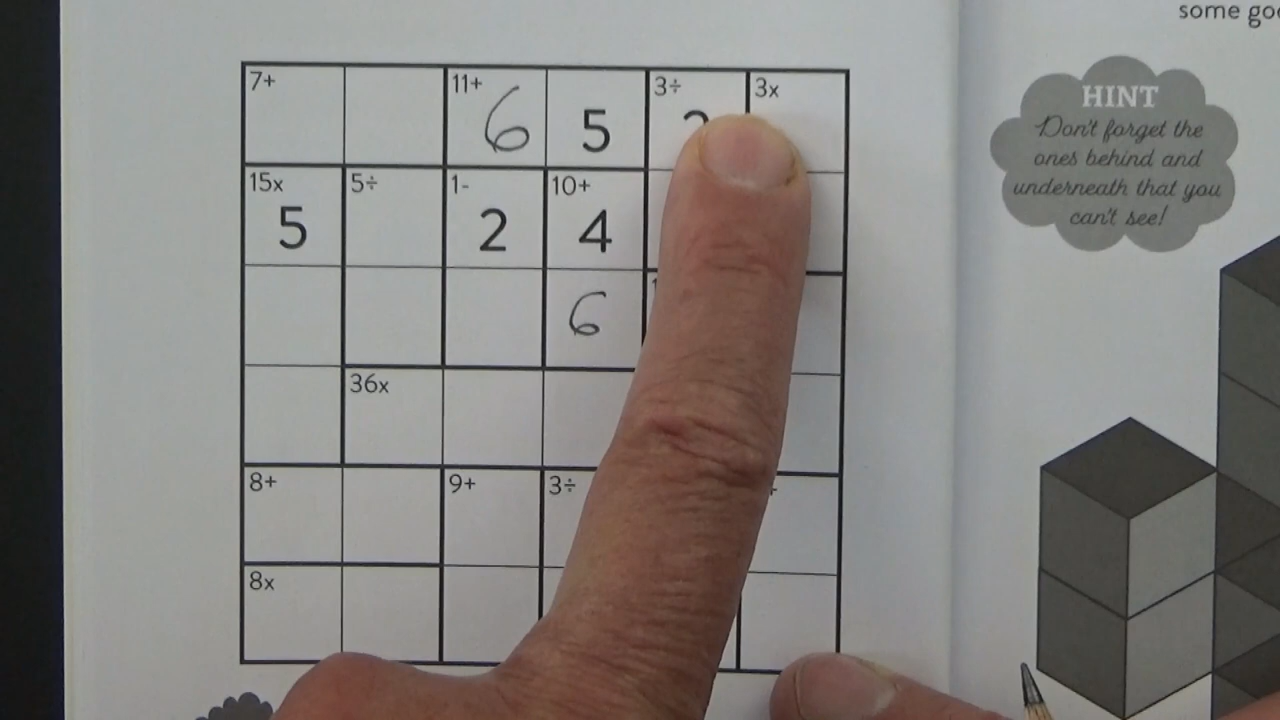 some
7+ 11+ 6 5 3÷ 3x
15x 5 5÷ 1- 2 10+ 4
6
36x
8+ 9+ 3÷
8x
HINT
Don't forget the
ones behind and
underneath that you
can't see!